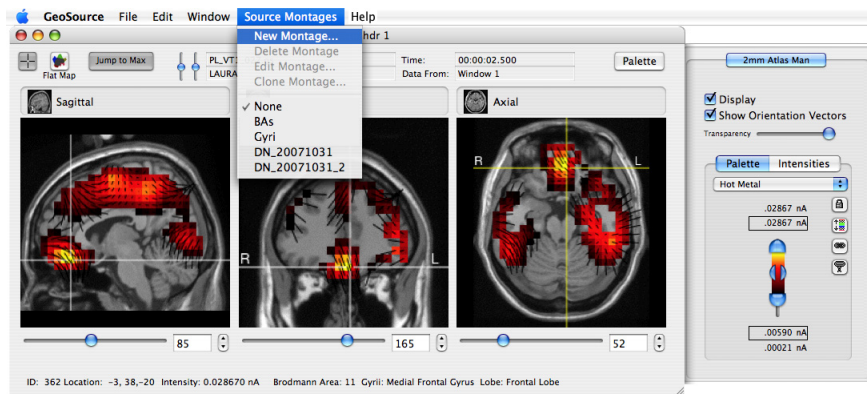 GeoSource File Edit Window Source Montages Help
New Montage...
Delete Montage
Edit Montage...
Clone Montage...
✓ None
BAs
Gyri
DN_20071031
DN_20071031_2
hdr 1
Flat Map
Jump to Max
PL_VT1
LAURA
Time: 00:00:02.500
Data From: Window 1
Palette
Sagittal
Axial
R L
R L
85
165
52
ID: 362 Location: -3, 38,-20 Intensity: 0.028670 nA Brodmann Area: 11 Gyrii: Medial Frontal Gyrus Lobe: Frontal Lobe
2mm Atlas Man
Display
Show Orientation Vectors
Transparency
Palette Intensities
Hot Metal
.02867 nA
.02867 nA
.00590 nA
.00021 nA